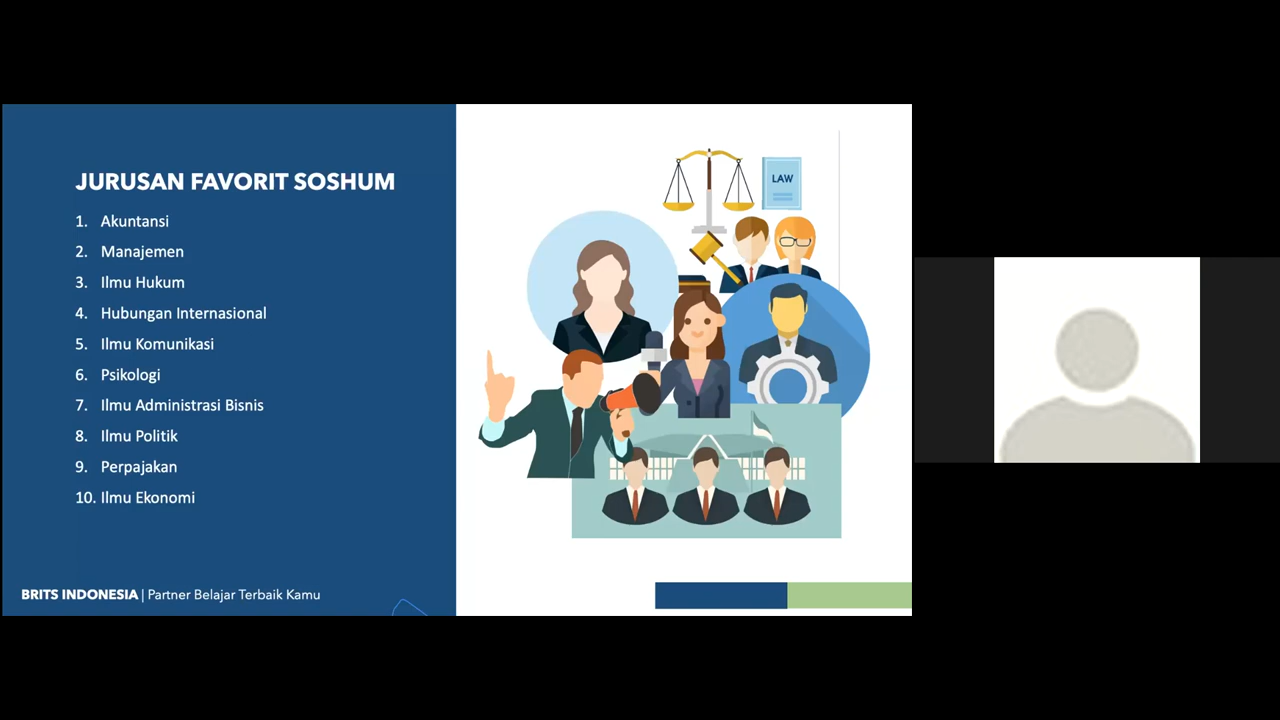 JURUSAN FAVORIT SOSHUM
1. Akuntansi
2. Manajemen
3. Ilmu Hukum
4. Hubungan Internasional
5. Ilmu Komunikasi
6. Psikologi
7. Ilmu Administrasi Bisnis
8. Ilmu Politik
9. Perpajakan
10. Ilmu Ekonomi
BRITS INDONESIA | Partner Belajar Terbaik Kamu
LAW